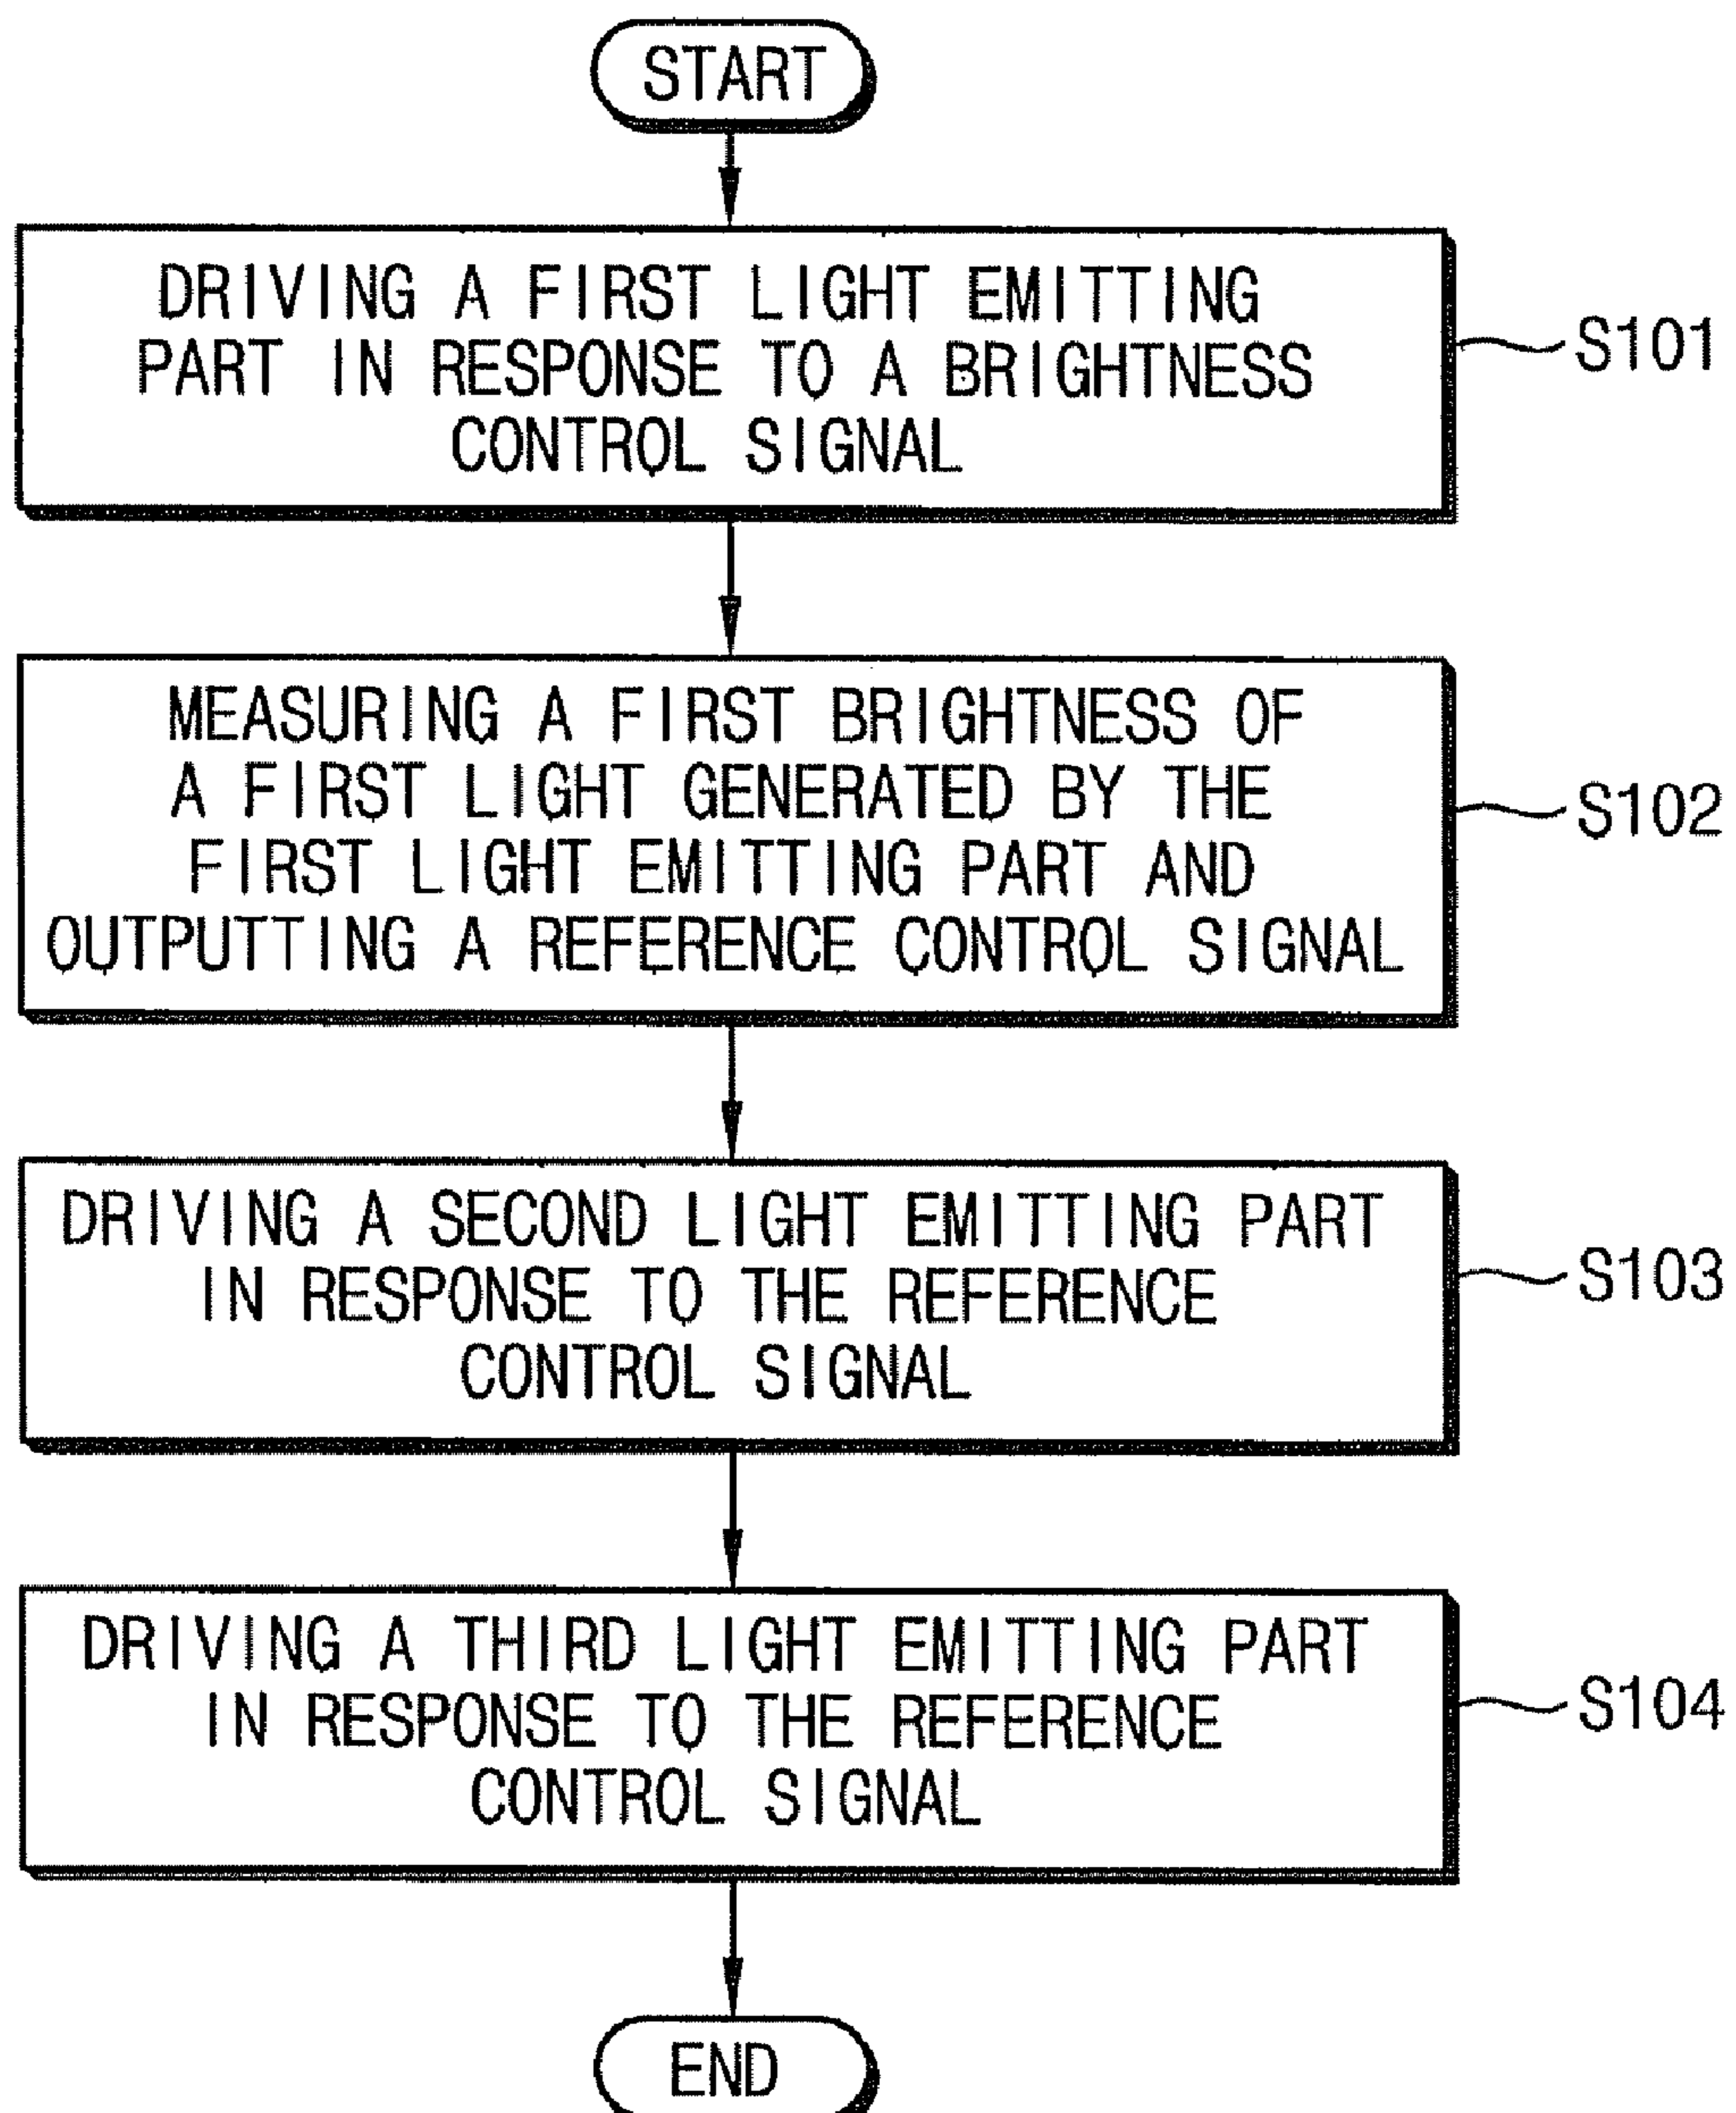 START
DRIVING A FIRST LIGHT EMITTING
PART IN RESPONSE TO A BRIGHTNESS
CONTROL SIGNAL
S101
MEASURING A FIRST BRIGHTNESS OF
A FIRST LIGHT GENERATED BY THE
FIRST LIGHT EMITTING PART AND
OUTPUTTING A REFERENCE CONTROL SIGNAL
S102
DRIVING A SECOND LIGHT EMITTING PART
IN RESPONSE TO THE REFERENCE
CONTROL SIGNAL
S103
DRIVING A THIRD LIGHT EMITTING PART
IN RESPONSE TO THE REFERENCE
CONTROL SIGNAL
S104
END